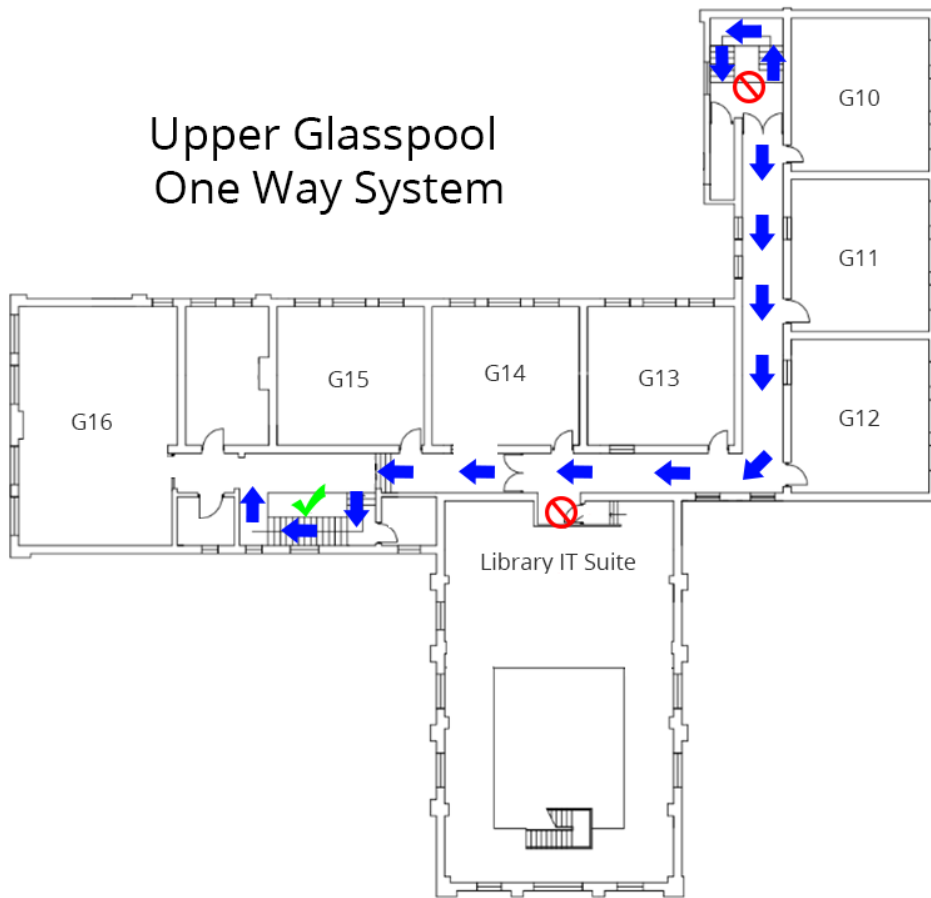 Upper Glasspool
One Way System
G10
G11
G12
G13
G14
G15
G16
Library IT Suite